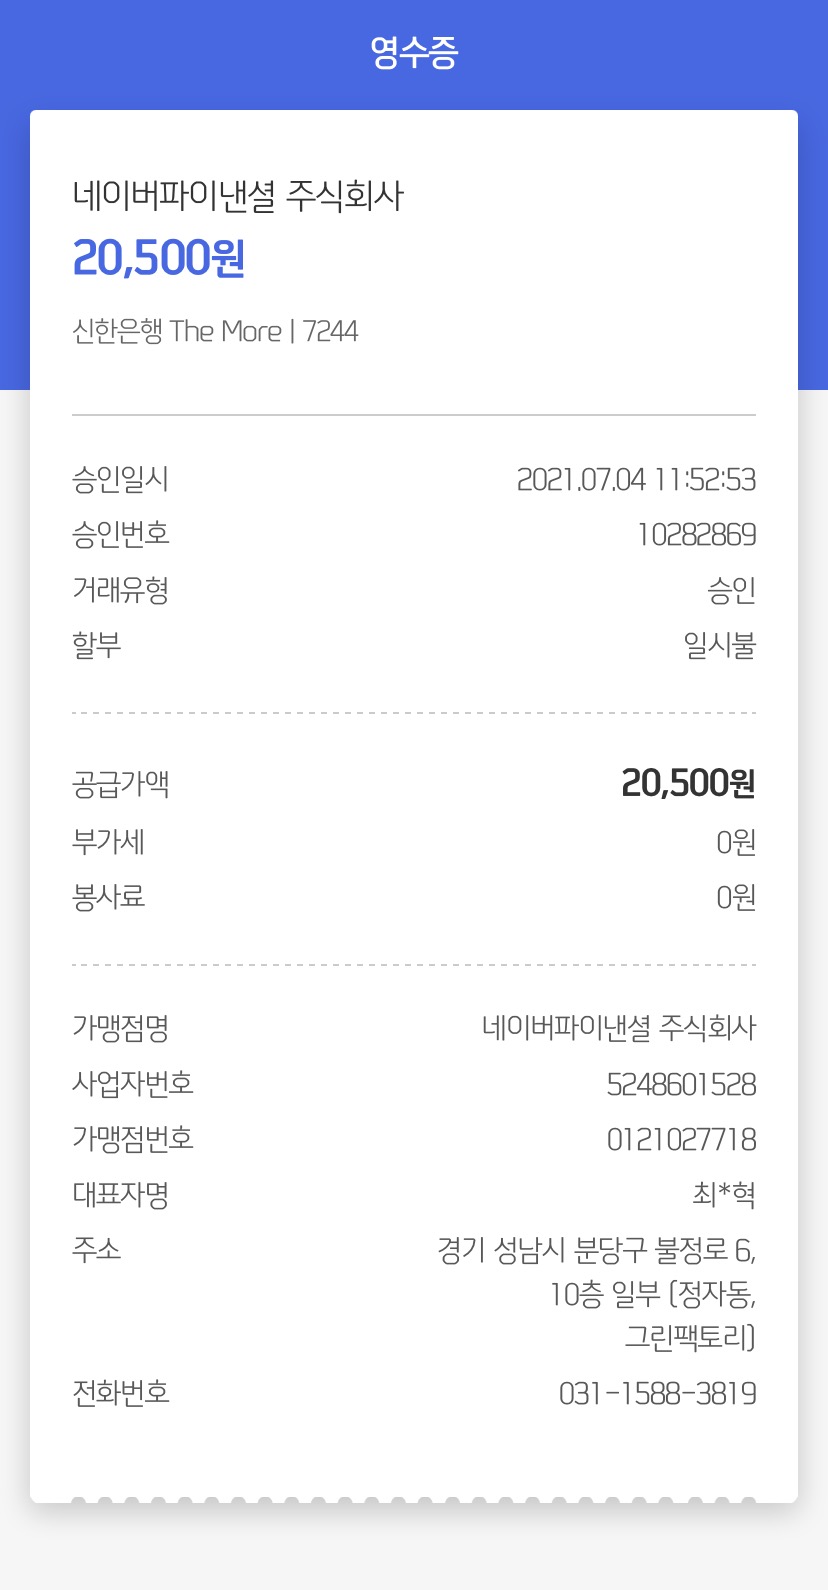 영수증
네이버파이낸셜 주식회사
20,500원
신한은행 The More | 7244
승인일시 2021.07.04 11:52:53
승인번호 10282869
거래유형 승인
할부 일시불
공급가액 20,500원
부가세 0원
봉사료 0원
가맹점명 네이버파이낸셜 주식회사
사업자번호 5248601528
가맹점번호 0121027718
대표자명 최*혁
주소 경기 성남시 분당구 불정로 6,
10층 일부 (정자동,
그린팩토리)
전화번호 031-1588-3819